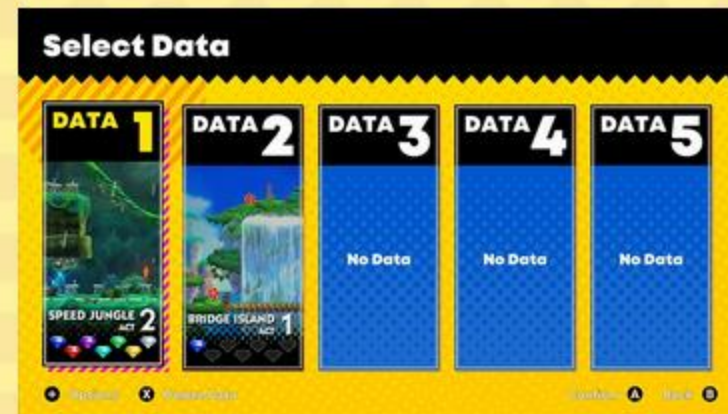 Select Data
DATA 1
DATA 2
DATA 3
DATA 4
DATA 5
No Data
No Data
No Data
SPEED JUNGLE
ACT 2
BRIDGE ISLAND
ACT 1
X
A
Back B